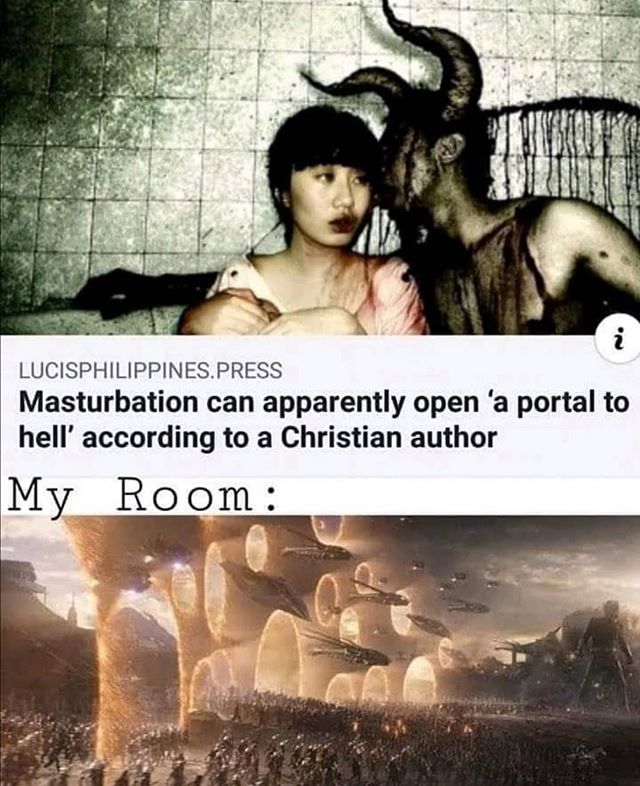 i
LUCISPHILIPPINES.PRESS
Masturbation can apparently open ‘a portal to
hell’ according to a Christian author
My Room: